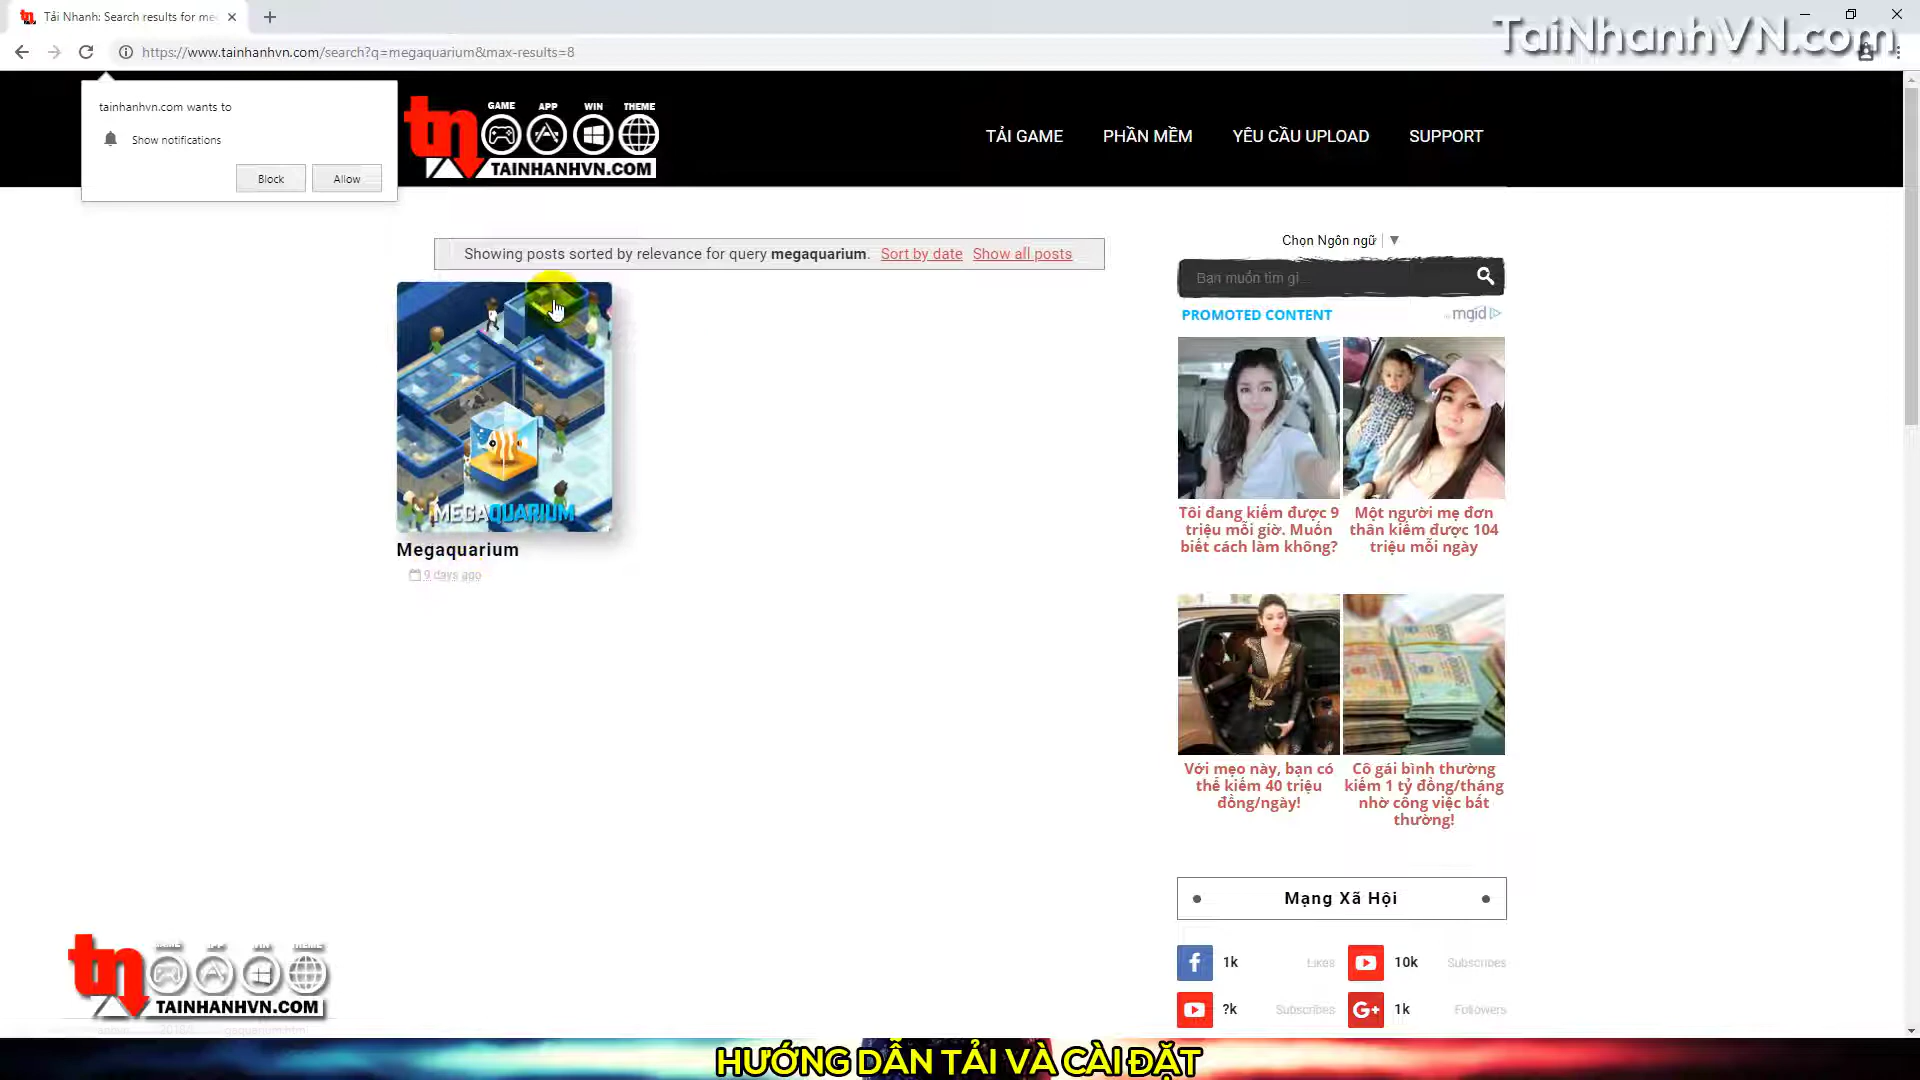 Tải Nhanh: Search results for me
TaiNhanhVN.com
https://www.tainhanhvn.com/search?q=megaquarium&max-results=8
tainhanhvn.com wants to
Show notifications
Block
Allow
GAME APP WIN THEME
tn
TAINHANHVN.COM
TẢI GAME
PHẦN MỀM
YÊU CẦU UPLOAD
SUPPORT
Showing posts sorted by relevance for query megaquarium. Sort by date Show all posts
MEGAQUARIUM
Megaquarium
9 days ago
Chọn Ngôn ngữ ▼
Bạn muốn tìm gì...
PROMOTED CONTENT
mgid
Tôi đang kiếm được 9
triệu mỗi giờ. Muốn
biết cách làm không?
Một người mẹ đơn
thân kiếm được 104
triệu mỗi ngày
Với mẹo này, bạn có
thể kiếm 40 triệu
đồng/ngày!
Cô gái bình thường
kiếm 1 tỷ đồng/tháng
nhờ công việc bất
thường!
Mạng Xã Hội
1k Likes
10k Subscribes
?k Subscribes
G+ 1k Followers
GAME APP WIN THEME
tn
TAINHANHVN.COM
HƯỚNG DẪN TẢI VÀ CÀI ĐẶT